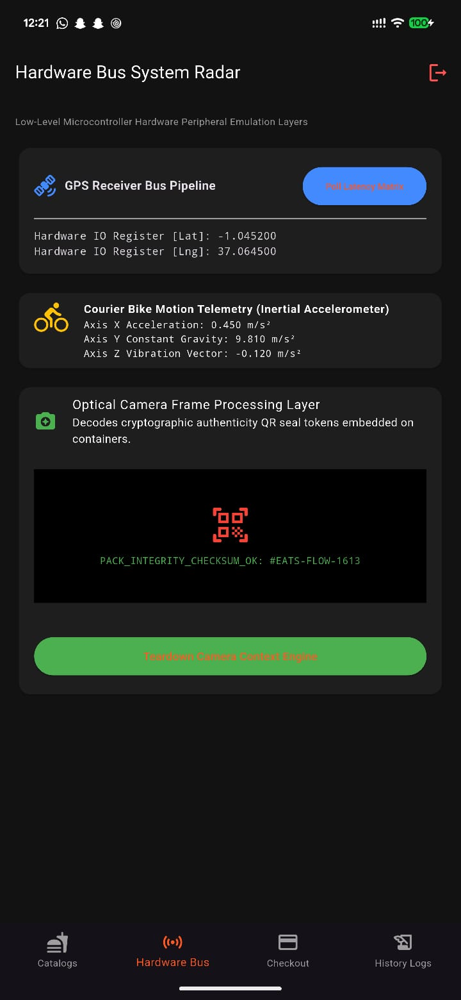 12:21
100
Hardware Bus System Radar
Low-Level Microcontroller Hardware Peripheral Emulation Layers
GPS Receiver Bus Pipeline
Poll Latency Matrix
Hardware IO Register [Lat]: -1.045200
Hardware IO Register [Lng]: 37.064500
Courier Bike Motion Telemetry (Inertial Accelerometer)
Axis X Acceleration: 0.450 m/s²
Axis Y Constant Gravity: 9.810 m/s²
Axis Z Vibration Vector: -0.120 m/s²
Optical Camera Frame Processing Layer
Decodes cryptographic authenticity QR seal tokens embedded on
containers.
PACK_INTEGRITY_CHECKSUM_OK: #EATS-FLOW-1613
Teardown Camera Context Engine
Catalogs
Hardware Bus
Checkout
History Logs